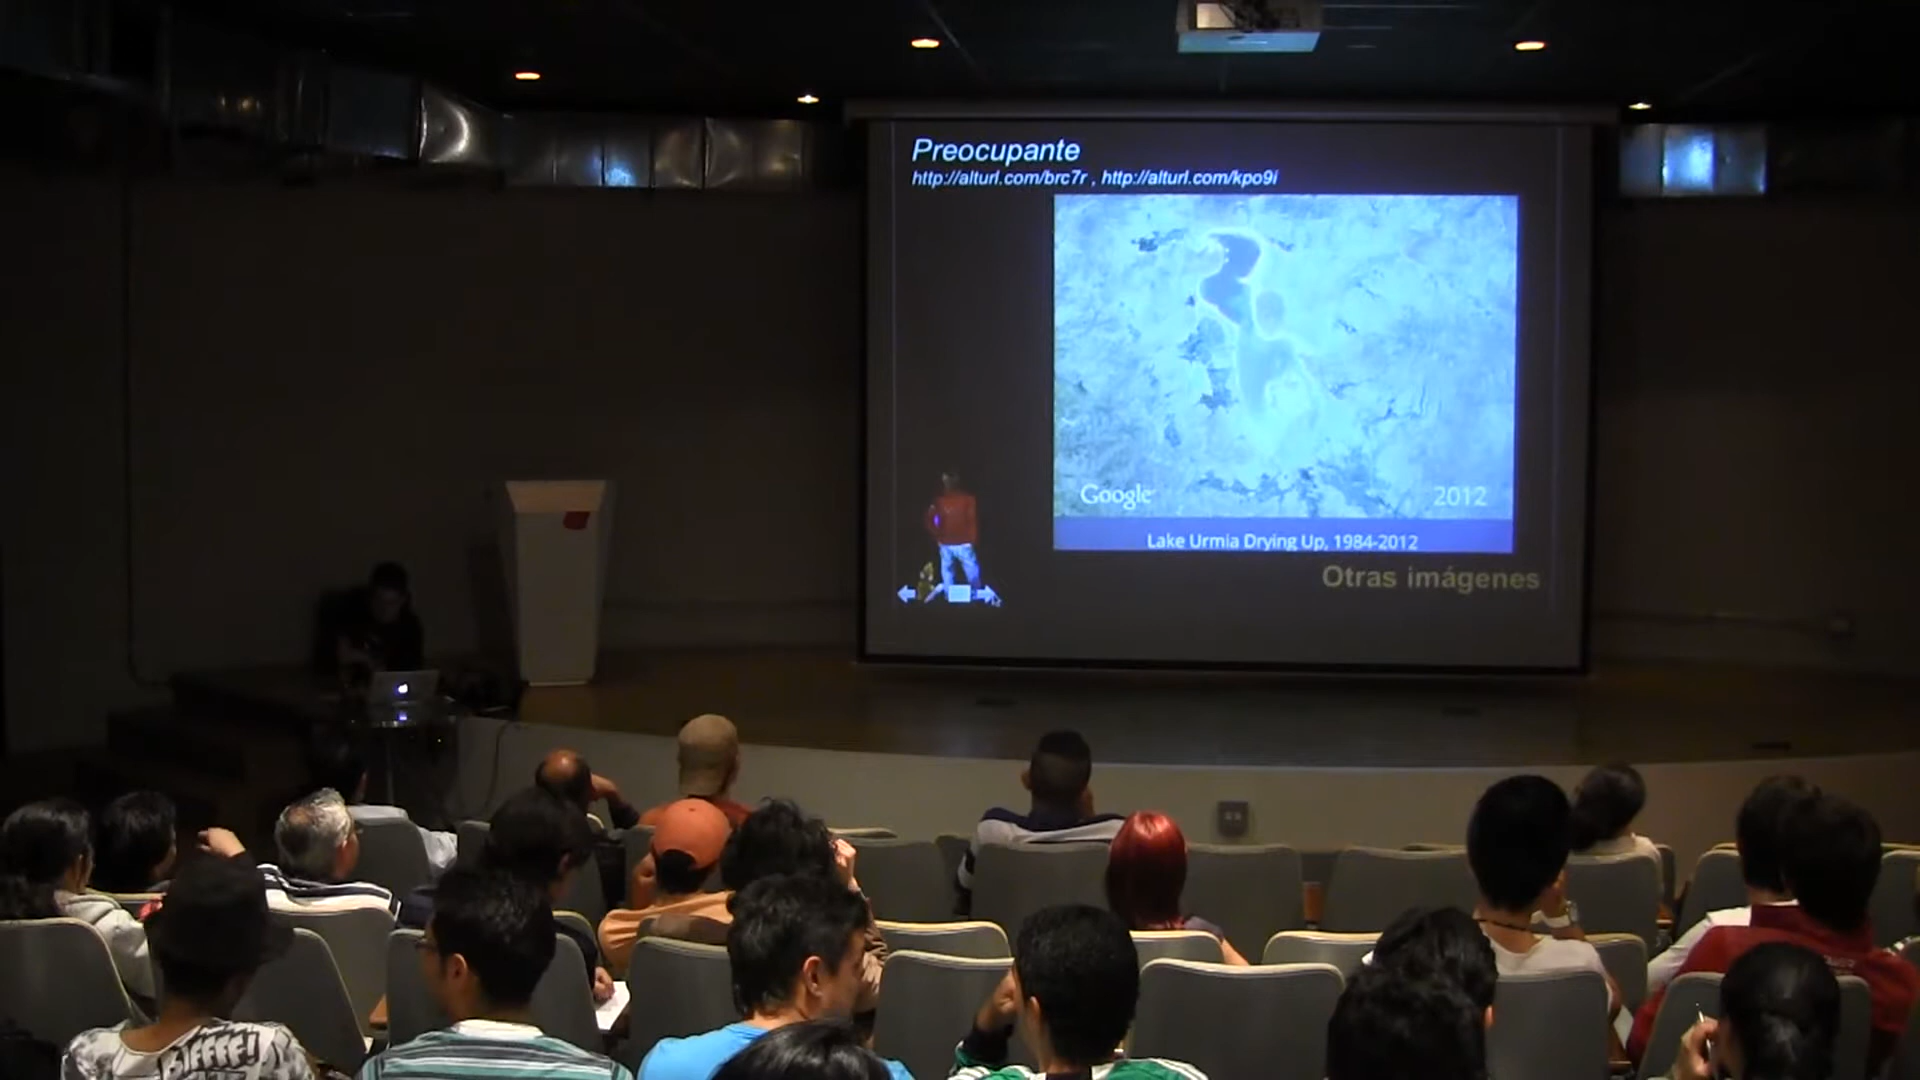 Preocupante
http://alturl.com/brc7r , http://alturl.com/kpo9i
Google
2012
Lake Urmia Drying Up, 1984-2012
Otras imágenes